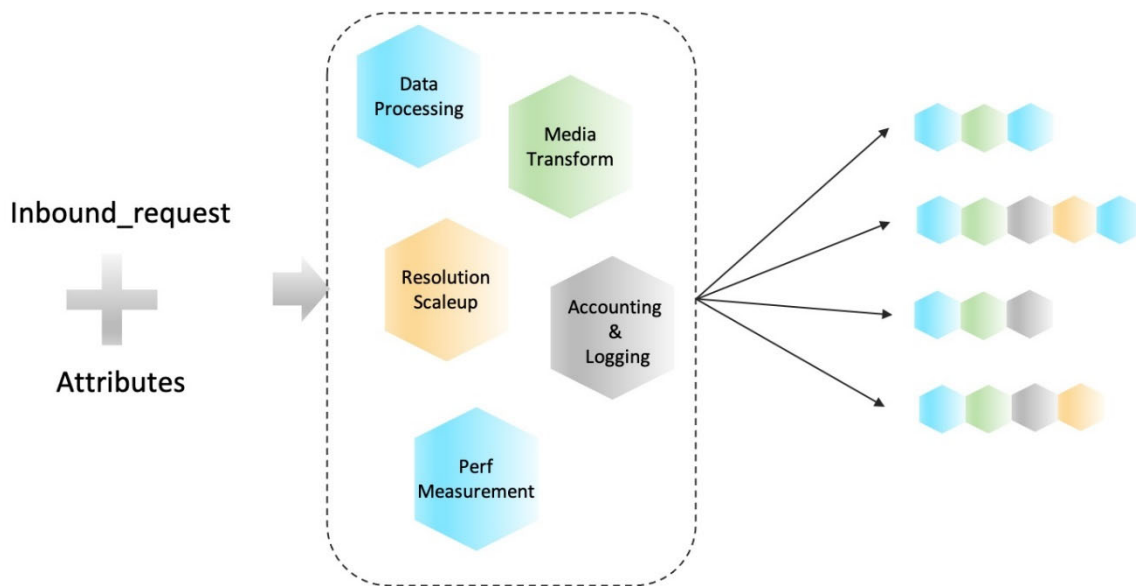 Inbound_request
Attributes
Data
Processing
Media
Transform
Resolution
Scaleup
Accounting
&
Logging
Perf
Measurement